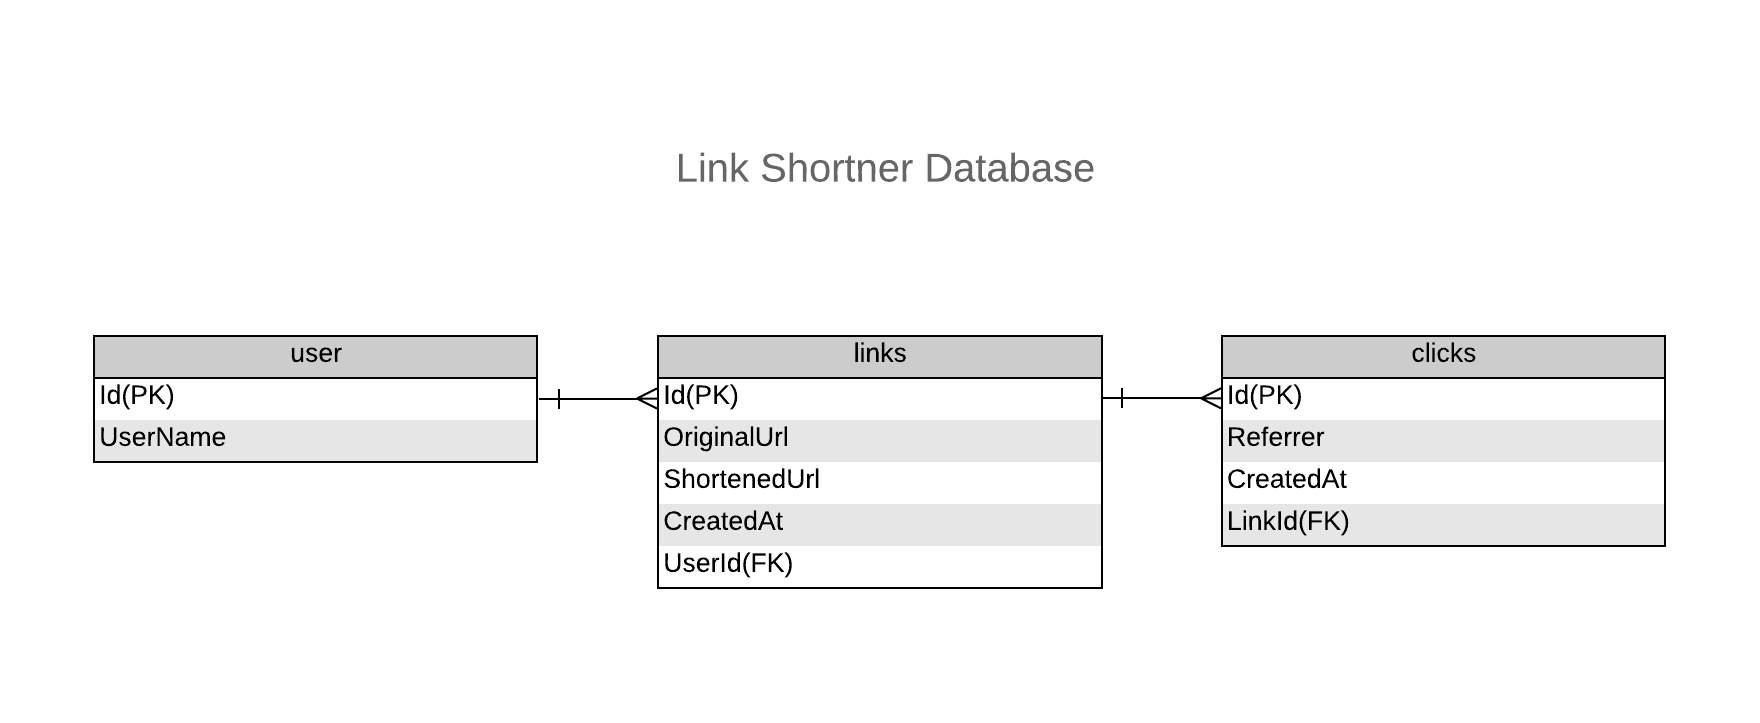 Link Shortner Database
user
Id(PK)
UserName
links
Id(PK)
OriginalUrl
ShortenedUrl
CreatedAt
UserId(FK)
clicks
Id(PK)
Referrer
CreatedAt
LinkId(FK)